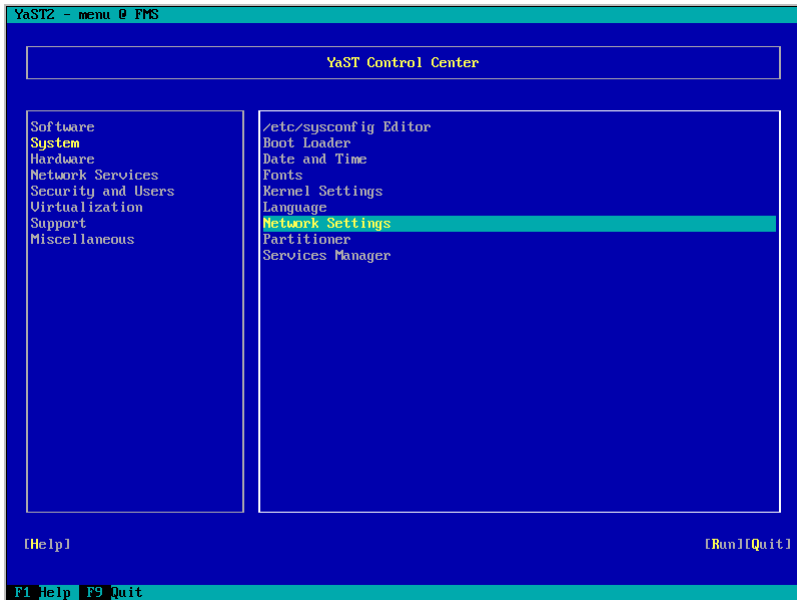 YaST2 - menu @ FMS
YaST Control Center
Software
System
Hardware
Network Services
Security and Users
Virtualization
Support
Miscellaneous
/etc/sysconfig Editor
Boot Loader
Date and Time
Fonts
Kernel Settings
Language
Network Settings
Partitioner
Services Manager
[Help]
[Run][Quit]
F1 Help F9 Quit